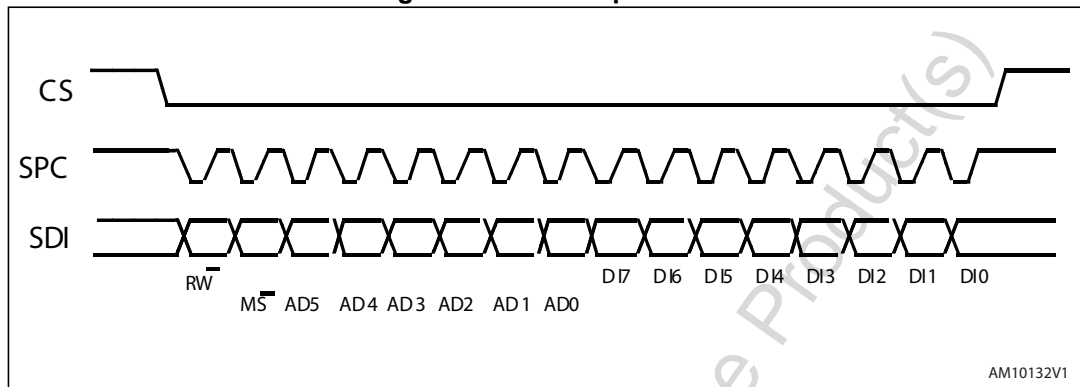 CS
SPC
SDI
RW
MS AD5 AD4 AD3 AD2 AD1 AD0
DI7 DI6 DI5 DI4 DI3 DI2 DI1 DI0
e Product(s)
AM10132V1